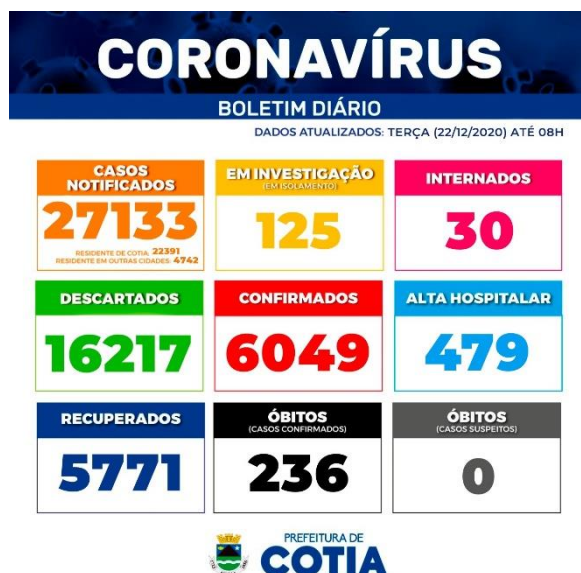 CORONAVÍRUS
BOLETIM DIÁRIO
DADOS ATUALIZADOS: TERÇA (22/12/2020) ATÉ 08H
CASOS
NOTIFICADOS
27133
RESIDENTE DE COTIA: 22391
RESIDENTE EM OUTRAS CIDADES: 4742
EM INVESTIGAÇÃO
(EM ISOLAMENTO)
125
INTERNADOS
30
DESCARTADOS
16217
CONFIRMADOS
6049
ALTA HOSPITALAR
479
RECUPERADOS
5771
ÓBITOS
(CASOS CONFIRMADOS)
236
ÓBITOS
(CASOS SUSPEITOS)
0
PREFEITURA DE
COTIA